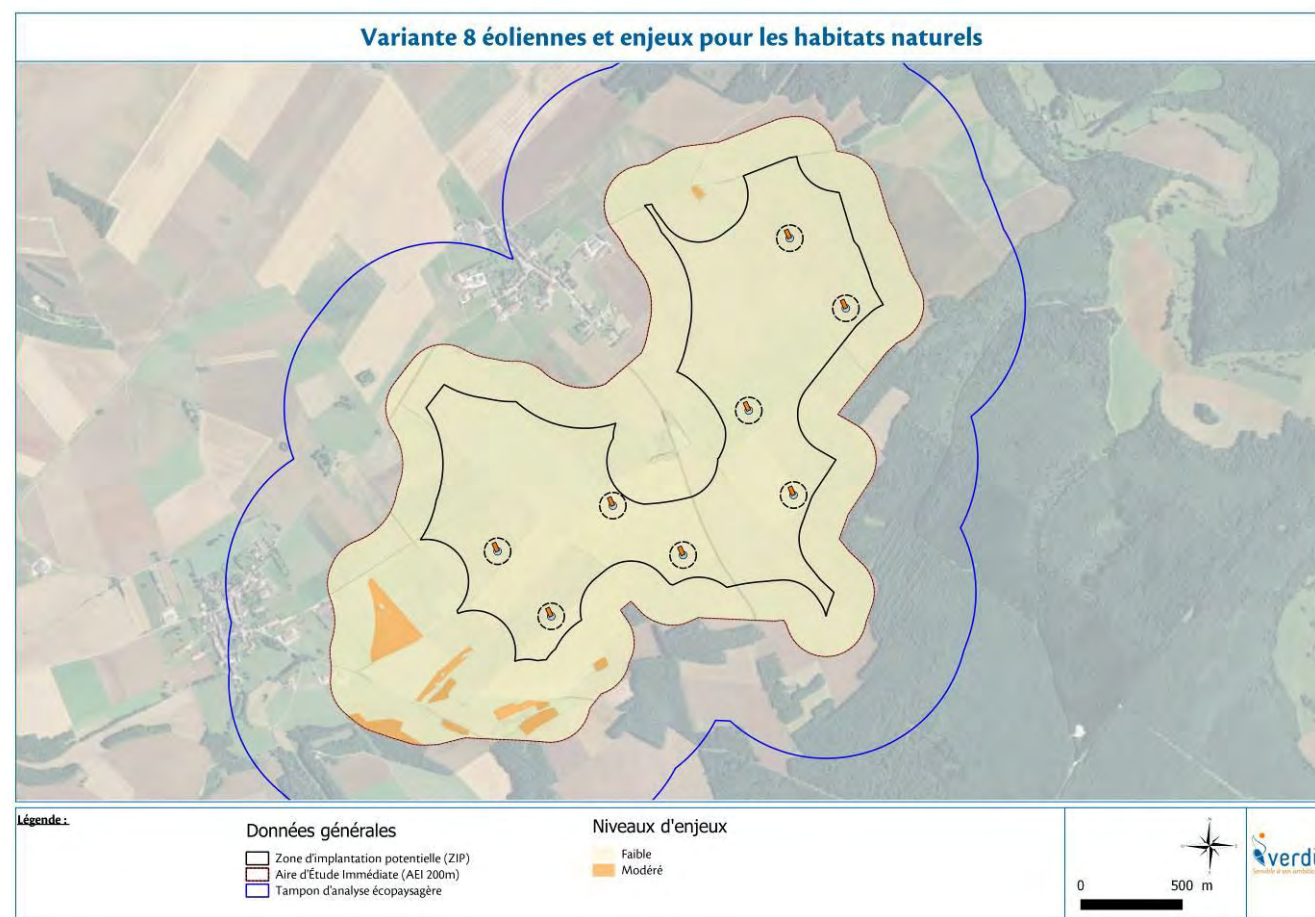 Variante 8 éoliennes et enjeux pour les habitats naturels
Légende :
Données générales
Zone d'implantation potentielle (ZIP)
Aire d'Étude Immédiate (AEI 200m)
Tampon d'analyse écopaysagère
Niveaux d'enjeux
Faible
Modéré
0 500 m
verdi